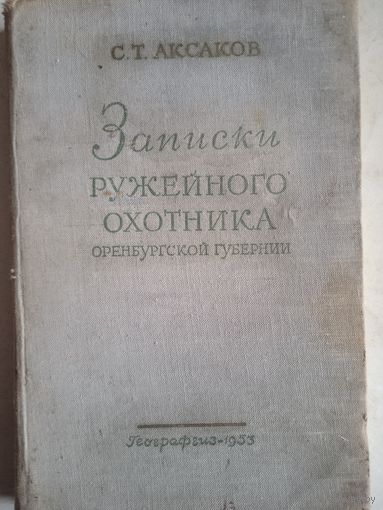 С.Т. АКСАКОВ
Записки
РУЖЕЙНОГО
ОХОТНИКА
ОРЕНБУРГСКОЙ ГУБЕРНИИ
Географгиз-1953